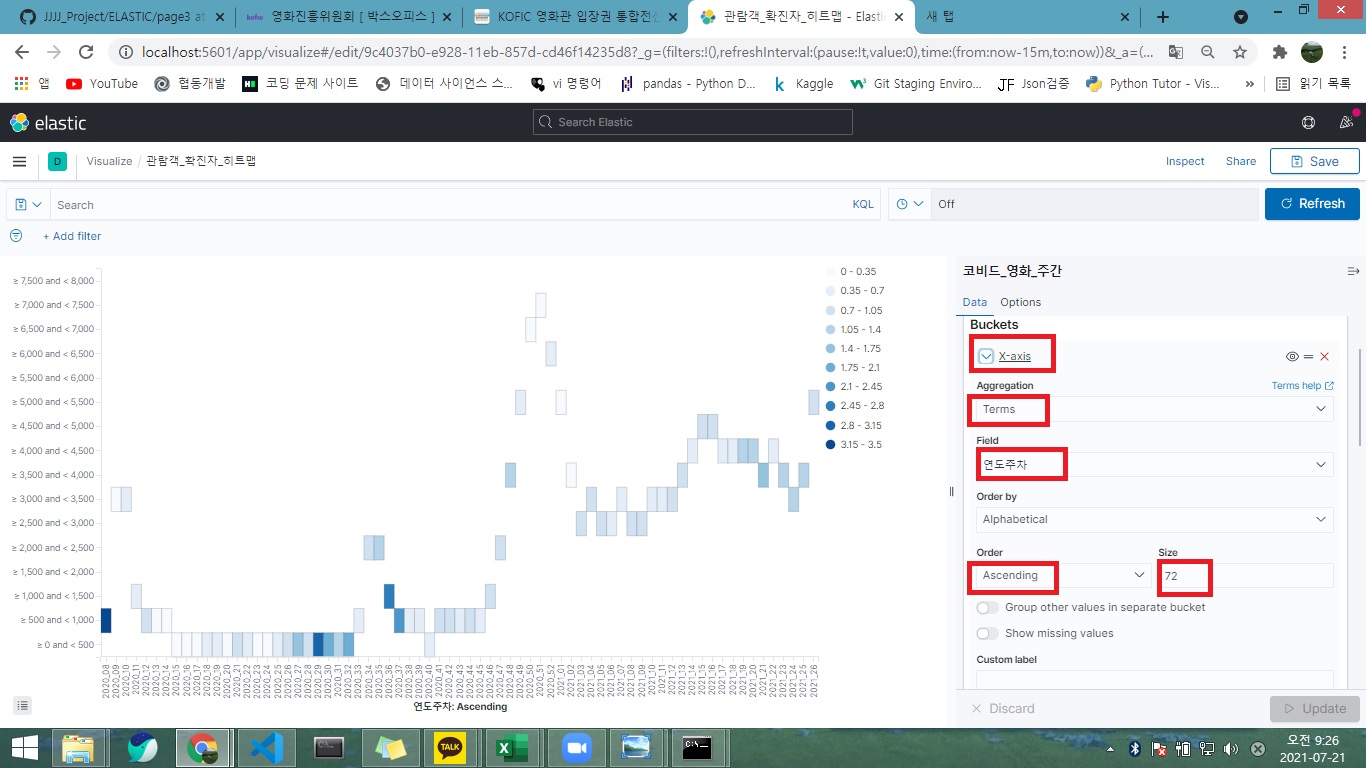 JJJJ_Project/ELASTIC/page3 at
영화진흥위원회 [ 박스오피스 ]
KOFIC 영화관 입장권 통합전산
관람객_확진자_히트맵 - Elastic
새 탭
localhost:5601/app/visualize#/edit/9c4037b0-e928-11eb-857d-cd46f14235d8?_g=(filters:!(),refreshInterval:(pause:!t,value:0),time:(from:now-15m,to:now))&_a=(...
앱
YouTube
협동개발
코딩 문제 사이트
데이터 사이언스 스...
vi 명령어
pandas - Python D...
Kaggle
Git Staging Enviro...
Json검증
Python Tutor - Vis...
»
읽기 목록
elastic
Search Elastic
D
Visualize / 관람객_확진자_히트맵
Inspect
Share
Save
Search
KQL
Off
Refresh
+ Add filter
≥ 7,500 and < 8,000
≥ 7,000 and < 7,500
≥ 6,500 and < 7,000
≥ 6,000 and < 6,500
≥ 5,500 and < 6,000
≥ 5,000 and < 5,500
≥ 4,500 and < 5,000
≥ 4,000 and < 4,500
≥ 3,500 and < 4,000
≥ 3,000 and < 3,500
≥ 2,500 and < 3,000
≥ 2,000 and < 2,500
≥ 1,500 and < 2,000
≥ 1,000 and < 1,500
≥ 500 and < 1,000
≥ 0 and < 500
2020_08
2020_09
2020_10
2020_11
2020_12
2020_13
2020_14
2020_15
2020_16
2020_17
2020_18
2020_19
2020_20
2020_21
2020_22
2020_23
2020_24
2020_25
2020_26
2020_27
2020_28
2020_29
2020_30
2020_31
2020_32
2020_33
2020_34
2020_35
2020_36
2020_37
2020_38
2020_39
2020_40
2020_41
2020_42
2020_43
2020_44
2020_45
2020_46
2020_47
2020_48
2020_49
2020_50
2020_51
2020_52
2021_01
2021_02
2021_03
2021_04
2021_05
2021_06
2021_07
2021_08
2021_09
2021_10
2021_11
2021_12
2021_13
2021_14
2021_15
2021_16
2021_17
2021_18
2021_19
2021_20
2021_21
2021_22
2021_23
2021_24
2021_25
2021_26
연도주차: Ascending
0 - 0.35
0.35 - 0.7
0.7 - 1.05
1.05 - 1.4
1.4 - 1.75
1.75 - 2.1
2.1 - 2.45
2.45 - 2.8
2.8 - 3.15
3.15 - 3.5
코비드_영화_주간
Data
Options
Buckets
X-axis
Aggregation
Terms help
Terms
Field
연도주차
Order by
Alphabetical
Order
Size
Ascending
72
Group other values in separate bucket
Show missing values
Custom label
Discard
Update
TALK
오전 9:26
2021-07-21